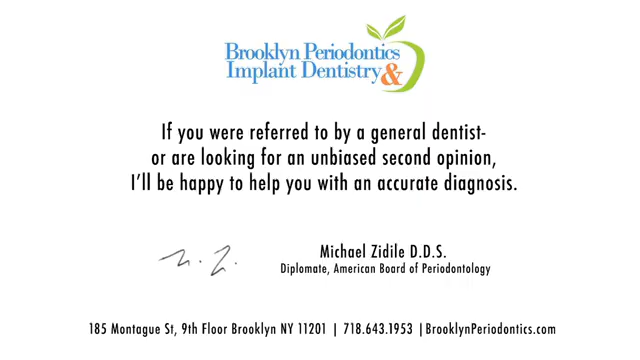 Brooklyn Periodontics
Implant Dentistry &
If you were referred to by a general dentist-
or are looking for an unbiased second opinion,
I'll be happy to help you with an accurate diagnosis.
Michael Zidile D.D.S.
Diplomate, American Board of Periodontology
185 Montague St, 9th Floor Brooklyn NY 11201 | 718.643.1953 |BrooklynPeriodontics.com